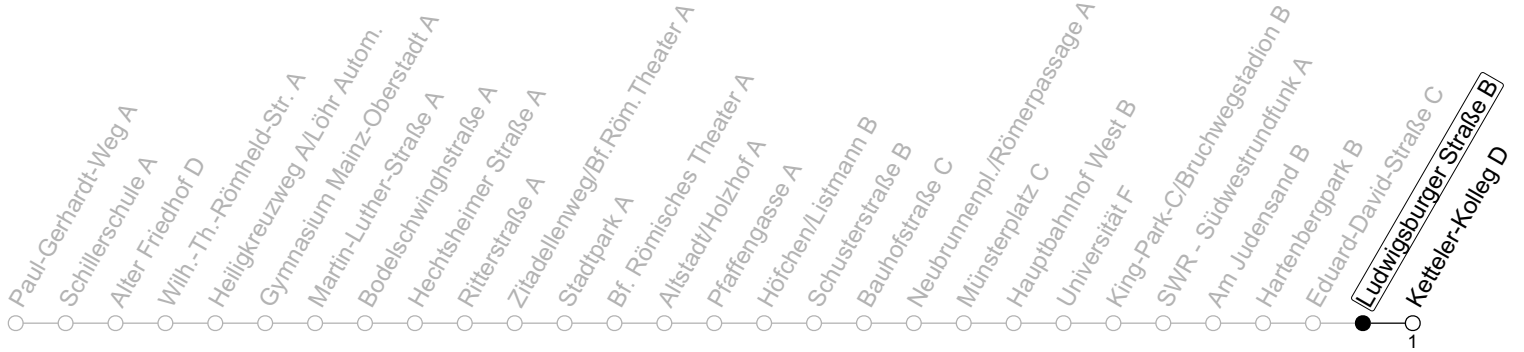 Paul-Gerhardt-Weg A
Schillerschule A
Alter Friedhof D
Wilh.-Th.-Römheld-Str. A
Heiligkreuzweg A/Löhr Autom.
Gymnasium Mainz-Oberstadt A
Martin-Luther-Straße A
Bodelschwinghstraße A
Hechtsheimer Straße A
Ritterstraße A
Zitadellenweg/Bf.Röm. Theater A
Stadtpark A
Bf. Römisches Theater A
Altstadt/Holzhof A
Pfaffengasse A
Höfchen/Listmann B
Schusterstraße B
Bauhofstraße C
Neubrunnenpl./Römerpassage A
Münsterplatz C
Hauptbahnhof West B
Universität F
King-Park-C/Bruchwegstadion B
SWR - Südwestrundfunk A
Am Judensand B
Hartenbergpark B
Eduard-David-Straße C
Ludwigsburger Straße B
Ketteler-Kolleg D
1